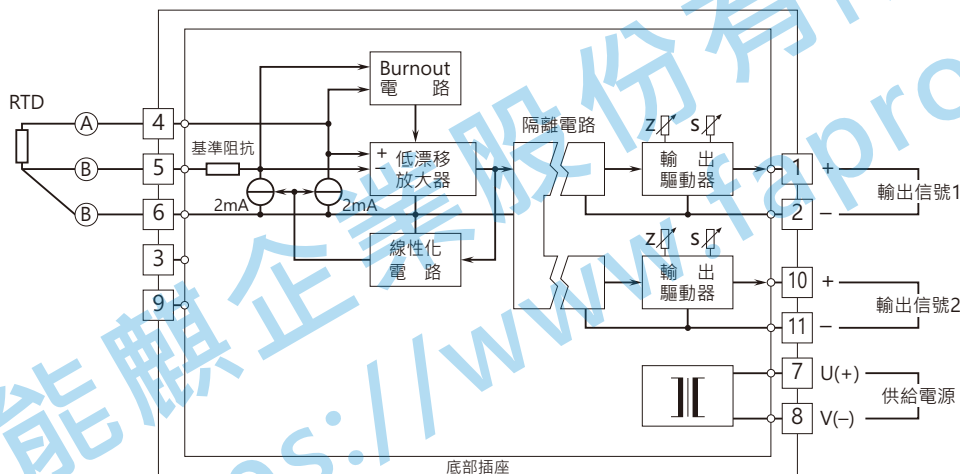 RTD
A
B
B
4
5
6
3
9
基準阻抗
2mA
2mA
Burnout
電 路
+
−
低漂移
放大器
線性化
電 路
隔離電路
Z
S
輸 出
驅動器
Z
S
輸 出
驅動器
1
+
2
−
輸出信號1
10
+
11
−
輸出信號2
7
U(+)
8
V(−)
供給電源
底部插座
能麒企業股份有
ps://www.fapro